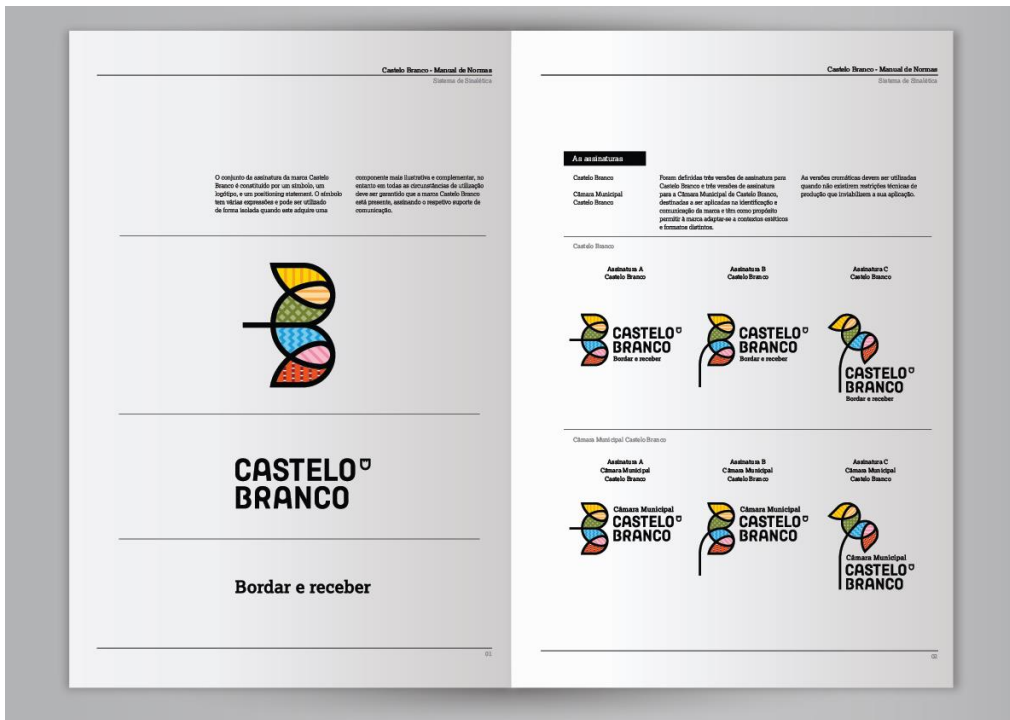 Castelo Branco - Manual de Normas
Sistema de Sinalética
O conjunto da assinatura da marca Castelo
Branco é constituído por um símbolo, um
logótipo, e um positioning statement. O símbolo
tem várias expressões e pode ser utilizado
de forma isolada quando este adquire uma
componente mais ilustrativa e complementar, no
entanto em todas as circunstâncias de utilização
deve ser garantido que a marca Castelo Branco
está presente, assinando o respetivo suporte de
comunicação.
CASTELO
BRANCO
Bordar e receber
01
Castelo Branco - Manual de Normas
Sistema de Sinalética
As assinaturas
Castelo Branco
Câmara Municipal
Castelo Branco
Foram definidas três versões de assinatura para
Castelo Branco e três versões de assinatura
para a Câmara Municipal de Castelo Branco,
destinadas a ser aplicadas na identificação e
comunicação da marca e têm como propósito
permitir à marca adaptar-se a contextos estéticos
e formatos distintos.
As versões cromáticas devem ser utilizadas
quando não existirem restrições técnicas de
produção que inviabilisem a sua aplicação.
Castelo Branco
Assinatura A
Castelo Branco
Assinatura B
Castelo Branco
Assinatura C
Castelo Branco
CASTELO
BRANCO
Bordar e receber
CASTELO
BRANCO
Bordar e receber
CASTELO
BRANCO
Bordar e receber
Câmara Municipal Castelo Branco
Assinatura A
Câmara Municipal
Castelo Branco
Assinatura B
Câmara Municipal
Castelo Branco
Assinatura C
Câmara Municipal
Castelo Branco
Câmara Municipal
CASTELO
BRANCO
Câmara Municipal
CASTELO
BRANCO
Câmara Municipal
CASTELO
BRANCO